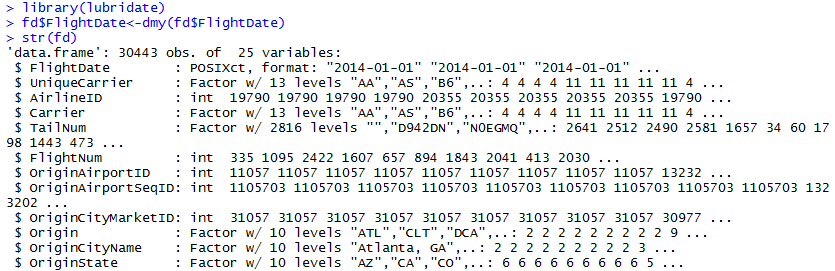 > library(lubridate)
> fd$FlightDate<-dmy(fd$FlightDate)
> str(fd)
'data.frame': 30443 obs. of  25 variables:
 $ FlightDate        : POSIXct, format: "2014-01-01" "2014-01-01" "2014-01-01" ...
 $ UniqueCarrier     : Factor w/ 13 levels "AA","AS","B6",..: 4 4 4 4 11 11 11 11 11 4 ...
 $ AirlineID         : int  19790 19790 19790 19790 20355 20355 20355 20355 20355 19790 ...
 $ Carrier           : Factor w/ 13 levels "AA","AS","B6",..: 4 4 4 4 11 11 11 11 11 4 ...
 $ TailNum           : Factor w/ 2816 levels "","D942DN","N0EGMQ",..: 2641 2512 2490 2581 1657 34 60 17
98 1443 473 ...
 $ FlightNum         : int  335 1095 2422 1607 657 894 1843 2041 413 2030 ...
 $ OriginAirportID   : int  11057 11057 11057 11057 11057 11057 11057 11057 11057 13232 ...
 $ OriginAirportSeqID: int  1105703 1105703 1105703 1105703 1105703 1105703 1105703 1105703 1105703 132
3202 ...
 $ OriginCityMarketID: int  31057 31057 31057 31057 31057 31057 31057 31057 31057 30977 ...
 $ Origin            : Factor w/ 10 levels "ATL","CLT","DCA",..: 2 2 2 2 2 2 2 2 2 9 ...
 $ OriginCityName    : Factor w/ 10 levels "Atlanta, GA",..: 2 2 2 2 2 2 2 2 2 3 ...
 $ OriginState       : Factor w/ 10 levels "AZ","CA","CO",..: 6 6 6 6 6 6 6 6 6 5 ...